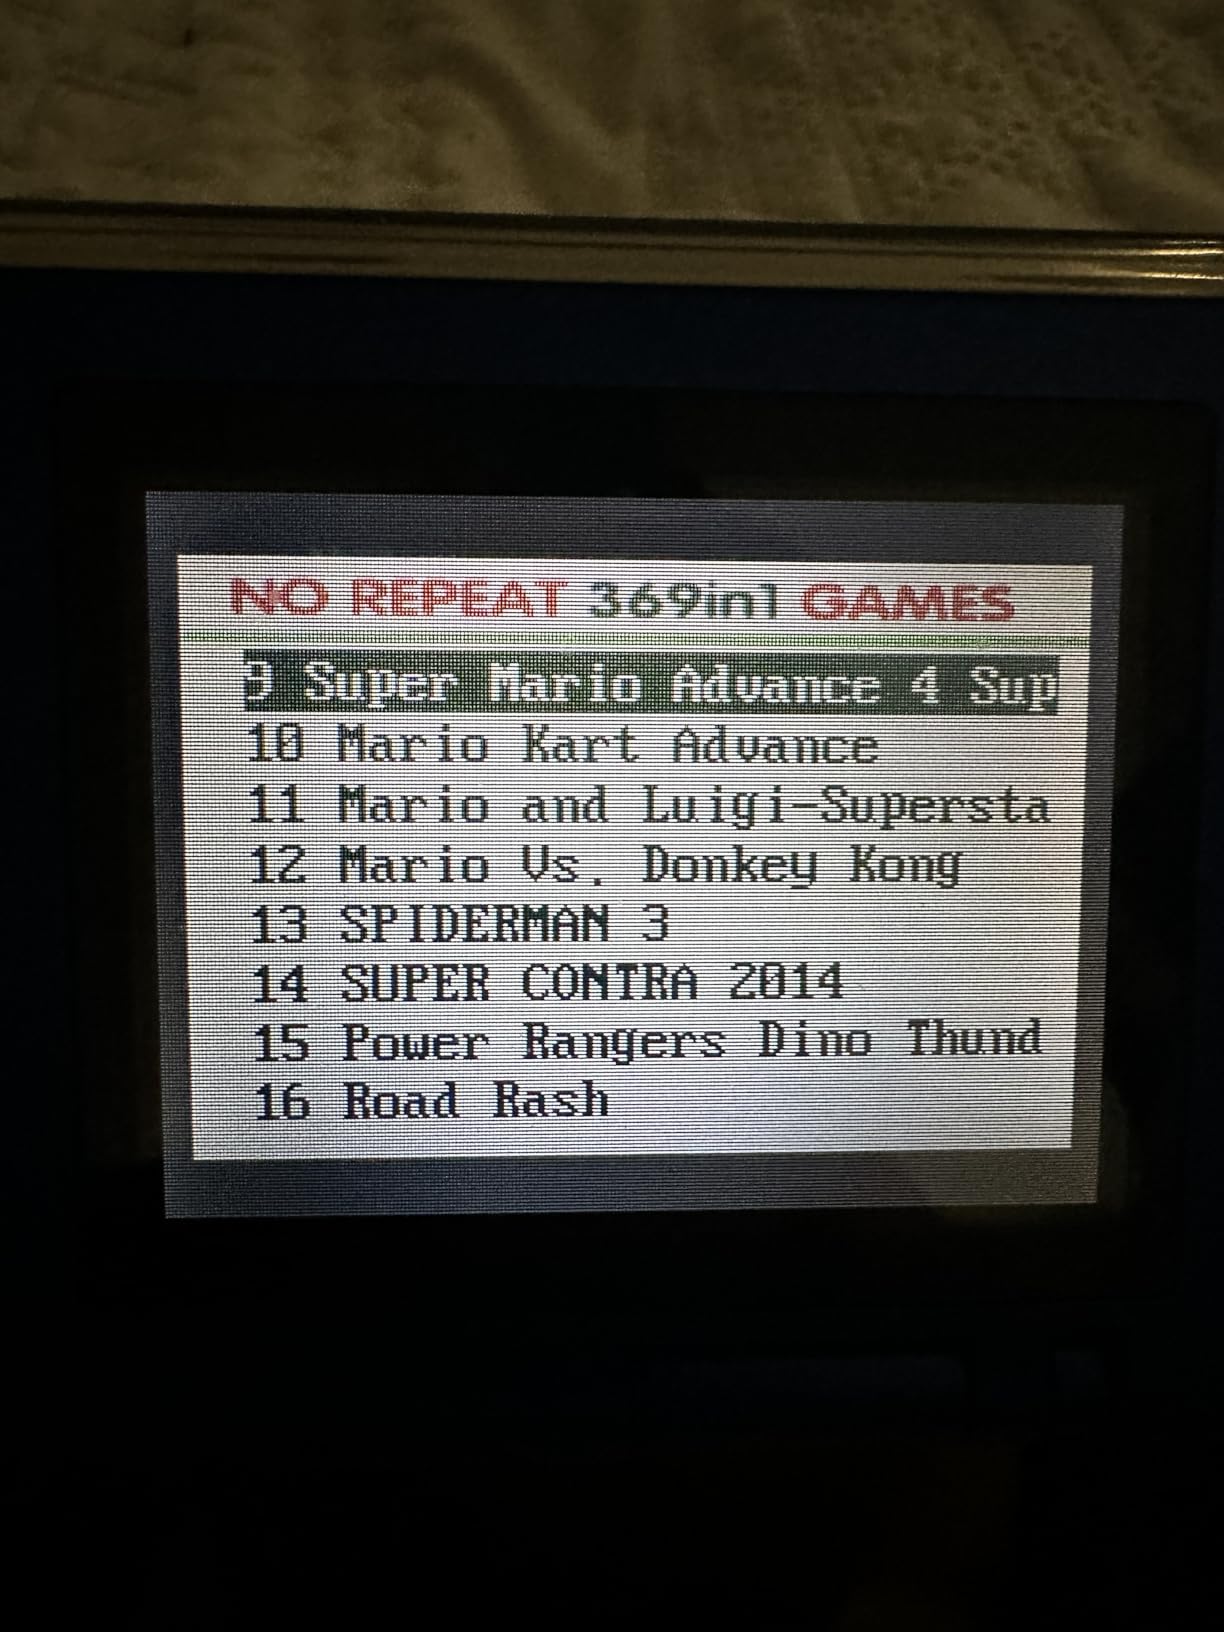 NO REPEAT 369in1 GAMES
9 Super Mario Advance 4 Sup
10 Mario Kart Advance
11 Mario and Luigi-Supersta
12 Mario Vs. Donkey Kong
13 SPIDERMAN 3
14 SUPER CONTRA 2014
15 Power Rangers Dino Thund
16 Road Rash